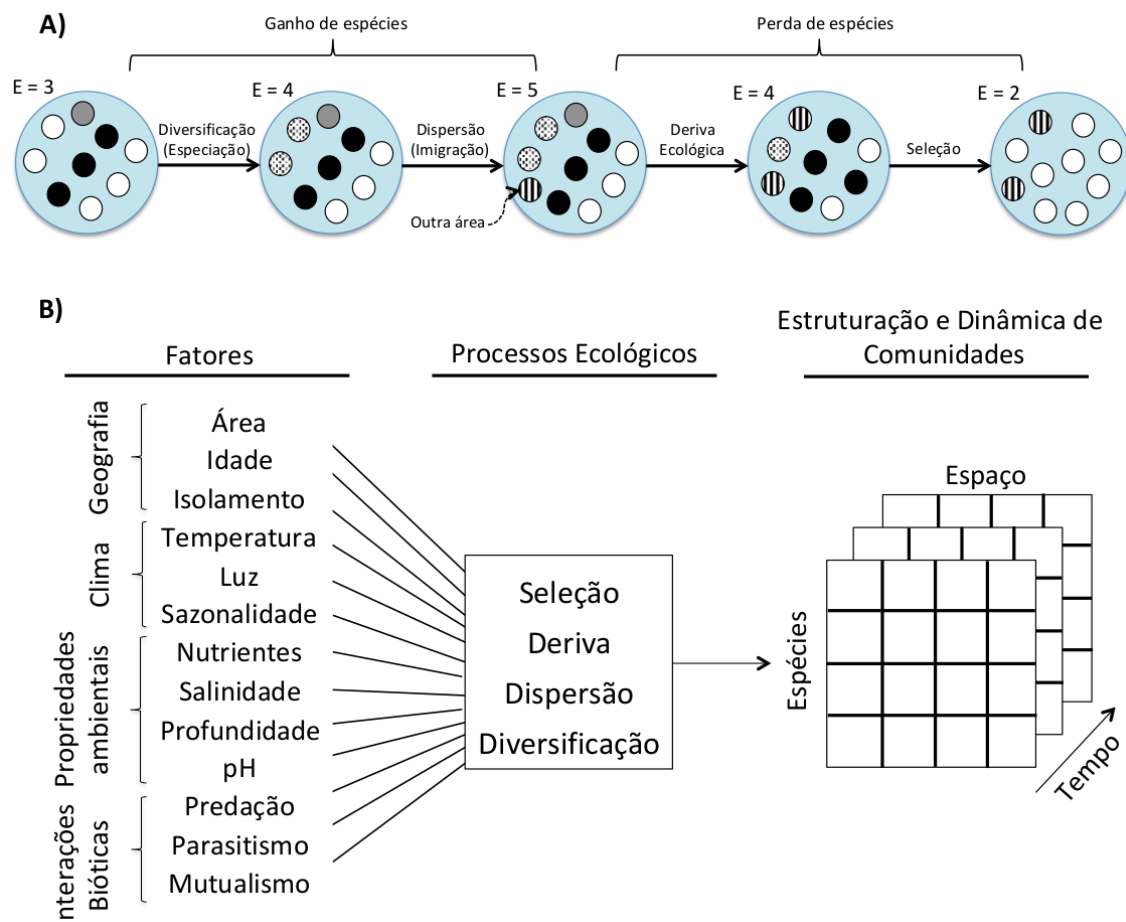 A)
Ganho de espécies
Perda de espécies
E = 3
E = 4
E = 5
E = 4
E = 2
Diversificação
(Especiação)
Dispersão
(Imigração)
Deriva
Ecológica
Seleção
Outra área
B)
Fatores
Processos Ecológicos
Estruturação e Dinâmica de
Comunidades
Geografia
Área
Idade
Isolamento
Clima
Temperatura
Luz
Sazonalidade
Propriedades
ambientais
Nutrientes
Salinidade
Profundidade
pH
Interações
Bióticas
Predação
Parasitismo
Mutualismo
Seleção
Deriva
Dispersão
Diversificação
Espaço
Espécies
Tempo